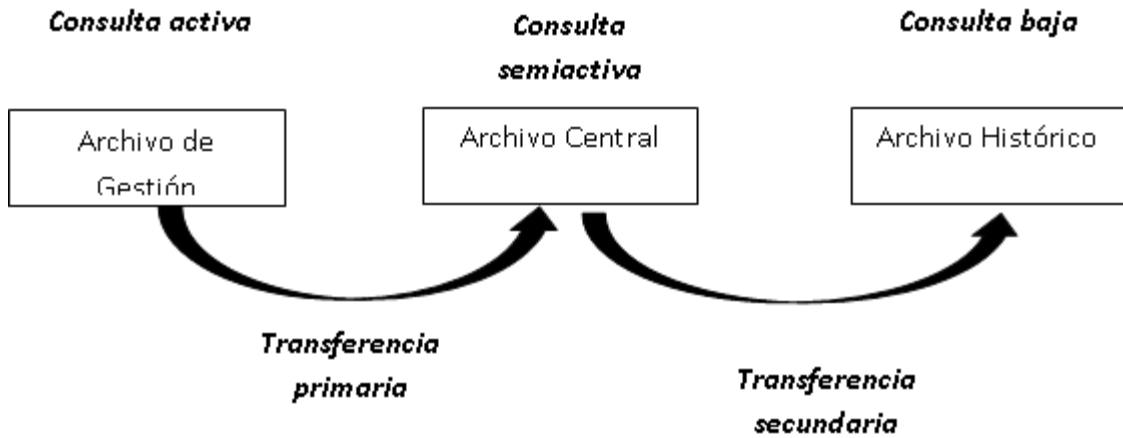 Consulta activa
Consulta
semiactiva
Consulta baja
Archivo de
Gestión
Archivo Central
Archivo Histórico
Transferencia
primaria
Transferencia
secundaria